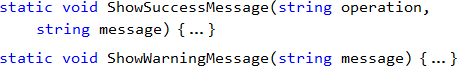 static void ShowSuccessMessage(string operation,
string message) {…}
static void ShowWarningMessage(string message) {…}